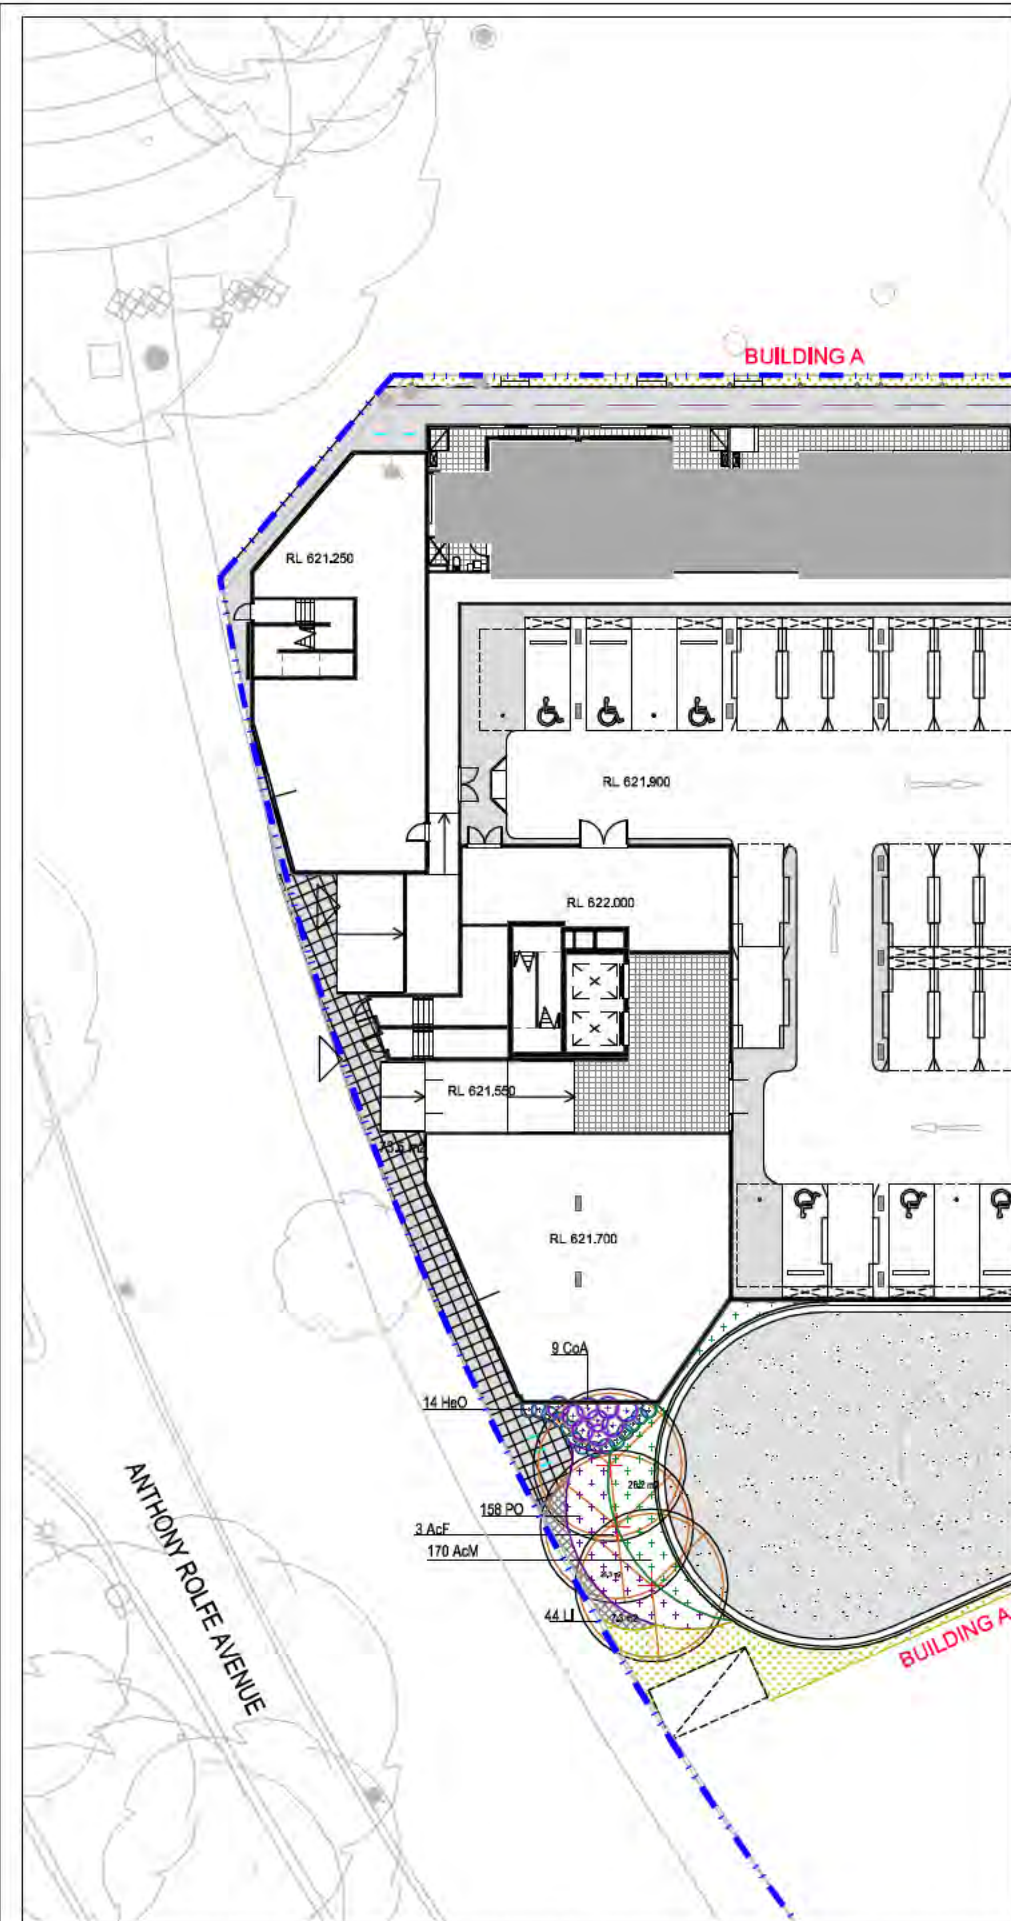 BUILDING A
RL 621.250
RL 621.900
RL 622.000
RL 621.550
RL 621.700
9 CoA
14 HeO
158 PO
3 AcF
170 AcM
44 LI
BUILDING A
ANTHONY ROLFE AVENUE